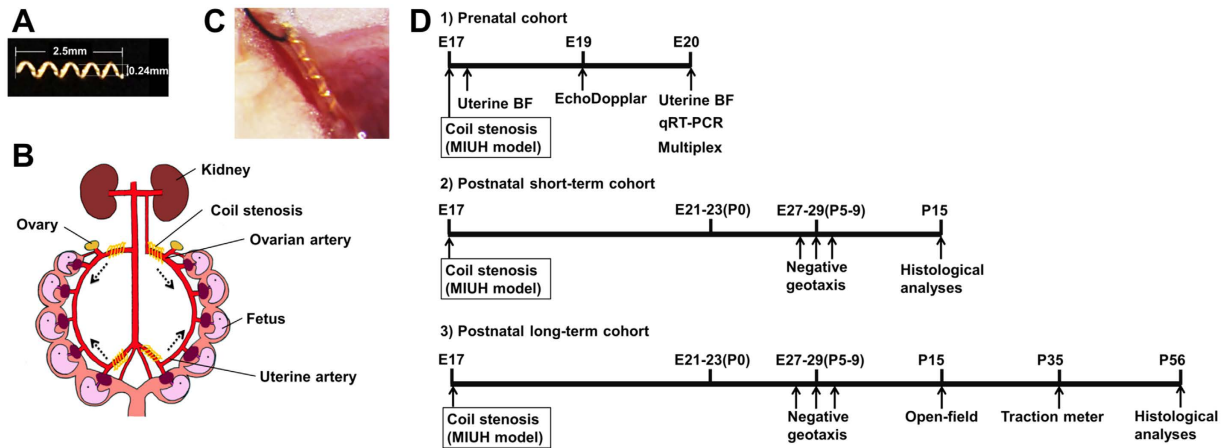 A
2.5mm
0.24mm
B
Kidney
Coil stenosis
Ovary
Ovarian artery
Fetus
Uterine artery
C
D
1) Prenatal cohort
E17 E19 E20
Uterine BF EchoDopplar Uterine BF
qRT-PCR
Coil stenosis
(MIUH model) Multiplex
2) Postnatal short-term cohort
E17 E21-23(P0) E27-29(P5-9) P15
Coil stenosis Negative Histological
(MIUH model) geotaxis analyses
3) Postnatal long-term cohort
E17 E21-23(P0) E27-29(P5-9) P15 P35 P56
Coil stenosis Negative Open-field Traction meter Histological
(MIUH model) geotaxis analyses